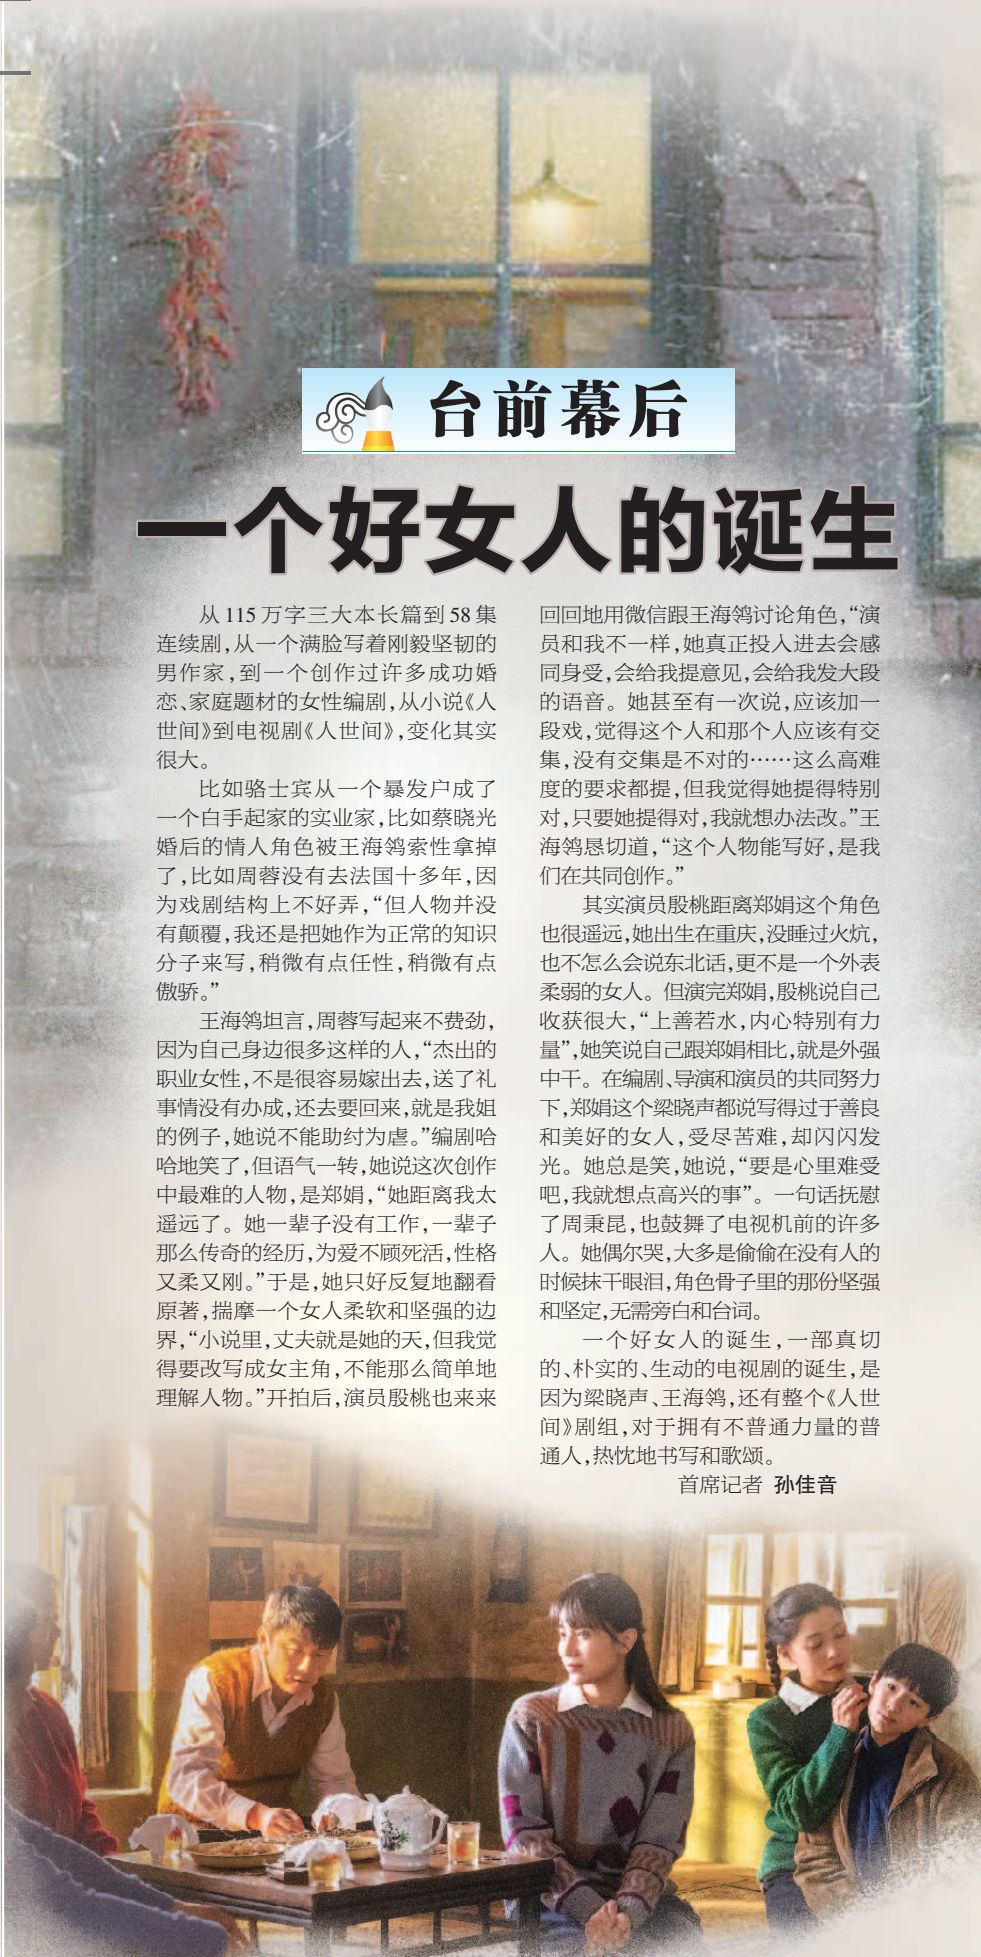 台前幕后
一个好女人的诞生
从115万字三大本长篇到58集
连续剧，从一个满脸写着刚毅坚韧的
男作家，到一个创作过许多成功婚
恋、家庭题材的女性编剧，从小说《人
世间》到电视剧《人世间》，变化其实
很大。
比如骆士宾从一个暴发户成了
一个白手起家的实业家，比如蔡晓光
婚后的情人角色被王海鸰索性拿掉
了，比如周蓉没有去法国十多年，因
为戏剧结构上不好弄，“但人物并没
有颠覆，我还是把她作为正常的知识
分子来写，稍微有点任性，稍微有点
傲骄。”
王海鸰坦言，周蓉写起来不费劲，
因为自己身边很多这样的人，“杰出的
职业女性，不是很容易嫁出去，送了礼
事情没有办成，还去要回来，就是我姐
的例子，她说不能助纣为虐。”编剧哈
哈地笑了，但语气一转，她说这次创作
中最难的人物，是郑娟，“她距离我太
遥远了。她一辈子没有工作，一辈子
那么传奇的经历，为爱不顾死活，性格
又柔又刚。”于是，她只好反复地翻看
原著，揣摩一个女人柔软和坚强的边
界，“小说里，丈夫就是她的天，但我觉
得要改写成女主角，不能那么简单地
理解人物。”开拍后，演员殷桃也来来
回回地用微信跟王海鸰讨论角色，“演
员和我不一样，她真正投入进去会感
同身受，会给我提意见，会给我发大段
的语音。她甚至有一次说，应该加一
段戏，觉得这个人和那个人应该有交
集，没有交集是不对的……这么高难
度的要求都提，但我觉得她提得特别
对，只要她提得对，我就想办法改。”王
海鸰恳切道，“这个人物能写好，是我
们在共同创作。”
其实演员殷桃距离郑娟这个角色
也很遥远，她出生在重庆，没睡过火炕，
也不怎么会说东北话，更不是一个外表
柔弱的女人。但演完郑娟，殷桃说自己
收获很大，“上善若水，内心特别有力
量”，她笑说自己跟郑娟相比，就是外强
中干。在编剧、导演和演员的共同努力
下，郑娟这个梁晓声都说写得过于善良
和美好的女人，受尽苦难，却闪闪发
光。她总是笑，她说，“要是心里难受
吧，我就想点高兴的事”。一句话抚慰
了周秉昆，也鼓舞了电视机前的许多
人。她偶尔哭，大多是偷偷在没有人的
时候抹干眼泪，角色骨子里的那份坚强
和坚定，无需旁白和台词。
一个好女人的诞生，一部真切
的、朴实的、生动的电视剧的诞生，是
因为梁晓声、王海鸰，还有整个《人世
间》剧组，对于拥有不普通力量的普
通人，热忱地书写和歌颂。
首席记者 孙佳音